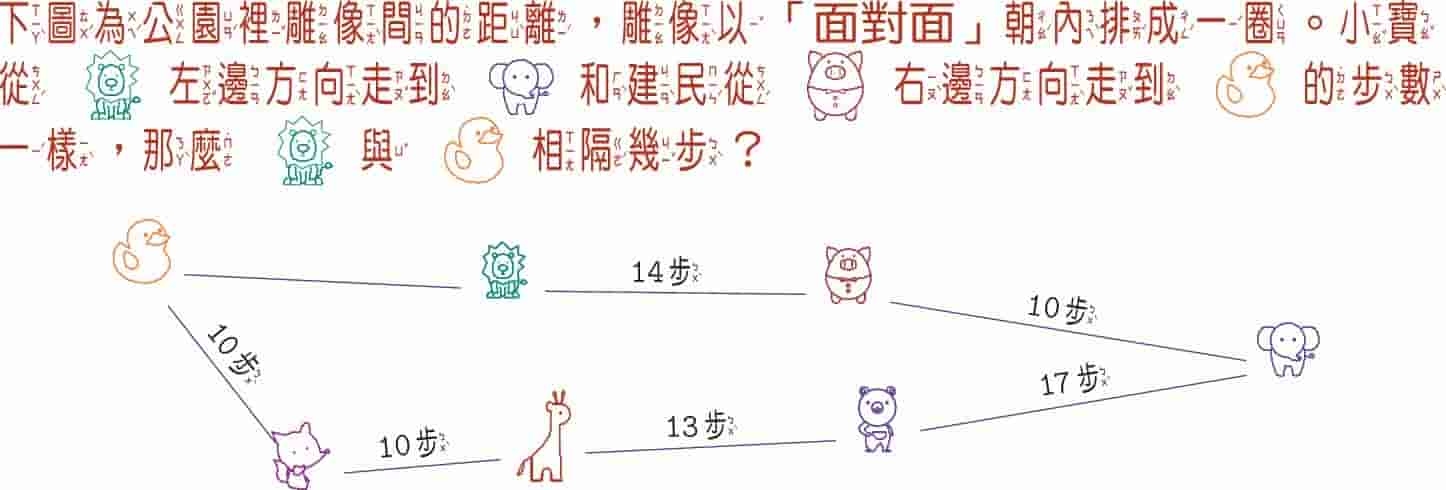 下圖為公園裡雕像間的距離，雕像以「面對面」朝內排成一圈。小寶
從 左邊方向走到 和建民從 右邊方向走到 的步數
一樣，那麼 與 相隔幾步？
14步
10步
10步
17步
13步
10步